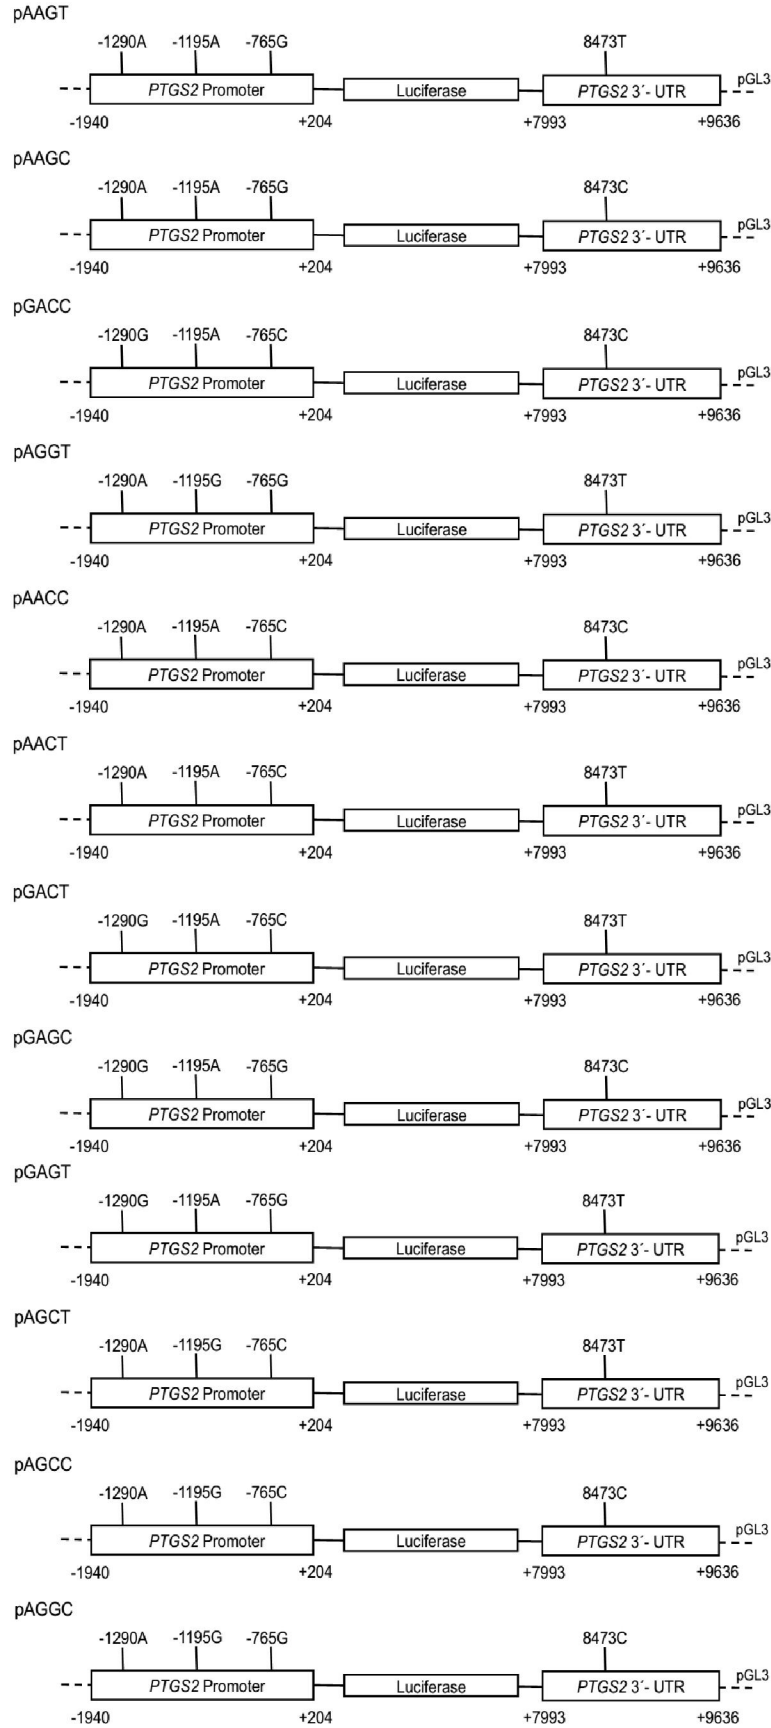 pAAGT
-1290A -1195A -765G 8473T
PTGS2 Promoter Luciferase PTGS2 3´- UTR pGL3
-1940 +204 +7993 +9636
pAAGC
-1290A -1195A -765G 8473C
PTGS2 Promoter Luciferase PTGS2 3´- UTR pGL3
-1940 +204 +7993 +9636
pGACC
-1290G -1195A -765C 8473C
PTGS2 Promoter Luciferase PTGS2 3´- UTR pGL3
-1940 +204 +7993 +9636
pAGGT
-1290A -1195G -765G 8473T
PTGS2 Promoter Luciferase PTGS2 3´- UTR pGL3
-1940 +204 +7993 +9636
pAACC
-1290A -1195A -765C 8473C
PTGS2 Promoter Luciferase PTGS2 3´- UTR pGL3
-1940 +204 +7993 +9636
pAACT
-1290A -1195A -765C 8473T
PTGS2 Promoter Luciferase PTGS2 3´- UTR pGL3
-1940 +204 +7993 +9636
pGACT
-1290G -1195A -765C 8473T
PTGS2 Promoter Luciferase PTGS2 3´- UTR pGL3
-1940 +204 +7993 +9636
pGAGC
-1290G -1195A -765G 8473C
PTGS2 Promoter Luciferase PTGS2 3´- UTR pGL3
-1940 +204 +7993 +9636
pGAGT
-1290G -1195A -765G 8473T
PTGS2 Promoter Luciferase PTGS2 3´- UTR pGL3
-1940 +204 +7993 +9636
pAGCT
-1290A -1195G -765C 8473T
PTGS2 Promoter Luciferase PTGS2 3´- UTR pGL3
-1940 +204 +7993 +9636
pAGCC
-1290A -1195G -765C 8473C
PTGS2 Promoter Luciferase PTGS2 3´- UTR pGL3
-1940 +204 +7993 +9636
pAGGC
-1290A -1195G -765G 8473C
PTGS2 Promoter Luciferase PTGS2 3´- UTR pGL3
-1940 +204 +7993 +9636